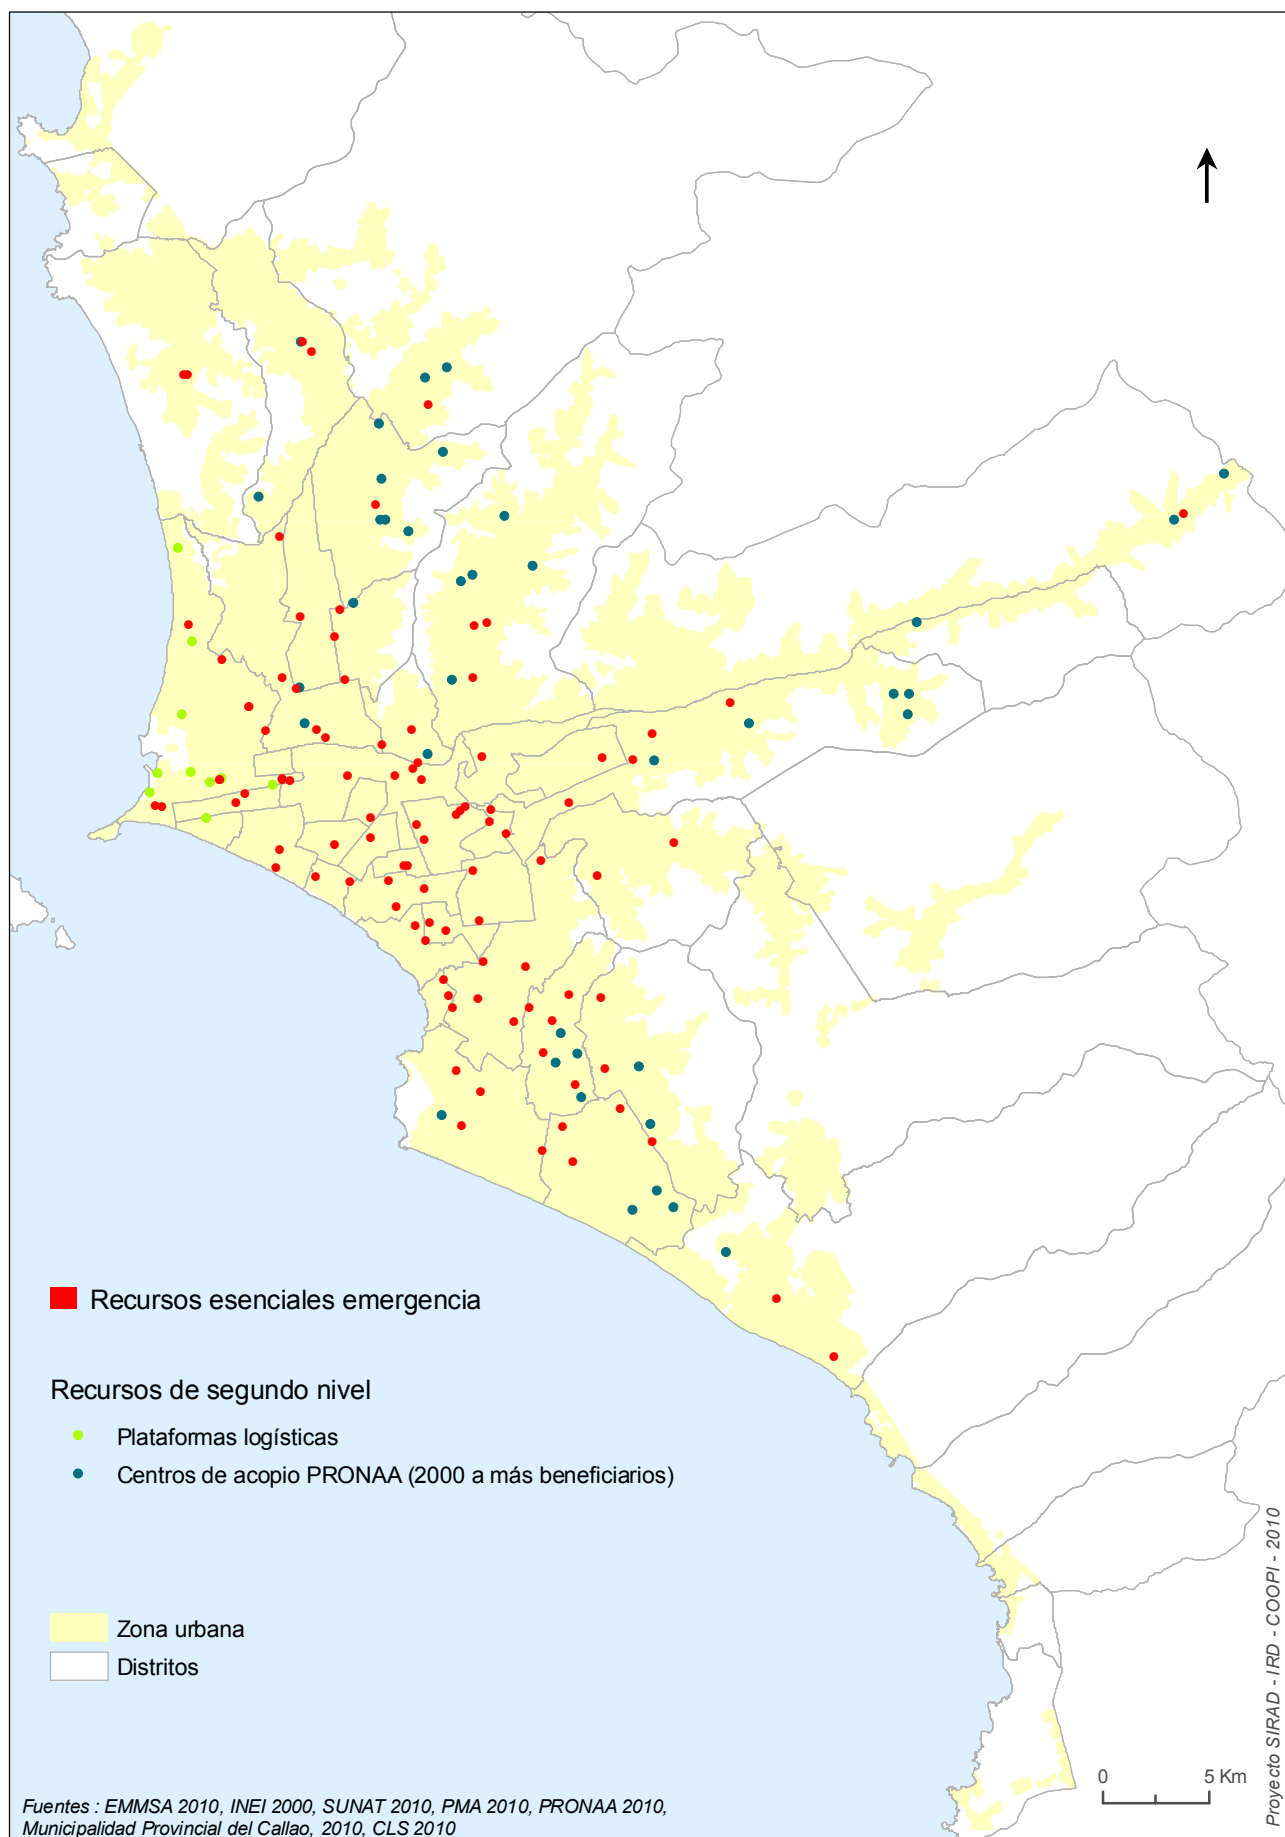 Recursos esenciales emergencia
Recursos de segundo nivel
Plataformas logísticas
Centros de acopio PRONAA (2000 a más beneficiarios)
Zona urbana
Distritos
0 5 Km
Fuentes : EMMSA 2010, INEI 2000, SUNAT 2010, PMA 2010, PRONAA 2010,
Municipalidad Provincial del Callao, 2010, CLS 2010
Proyecto SIRAD - IRD - COOPI - 2010